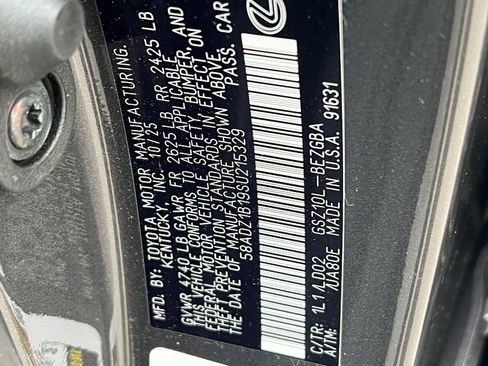 MFD. BY: TOYOTA MOTOR MANUFACTURING,
KENTUCKY, INC. 10/25
GVWR 4740 LB GAWR FR 2625 LB RR 2425 LB
THIS VEHICLE CONFORMS TO ALL APPLICABLE
FEDERAL MOTOR VEHICLE SAFETY, BUMPER, AND
THEFT PREVENTION STANDARDS IN EFFECT ON
THE DATE OF MANUFACTURE SHOWN ABOVE.
58ADZ1B19SU215329 PASS. CAR
C/TR: 1L14D02 GSZ10L-BEZGBA
A/TM: /UA80E MADE IN U.S.A. 91631